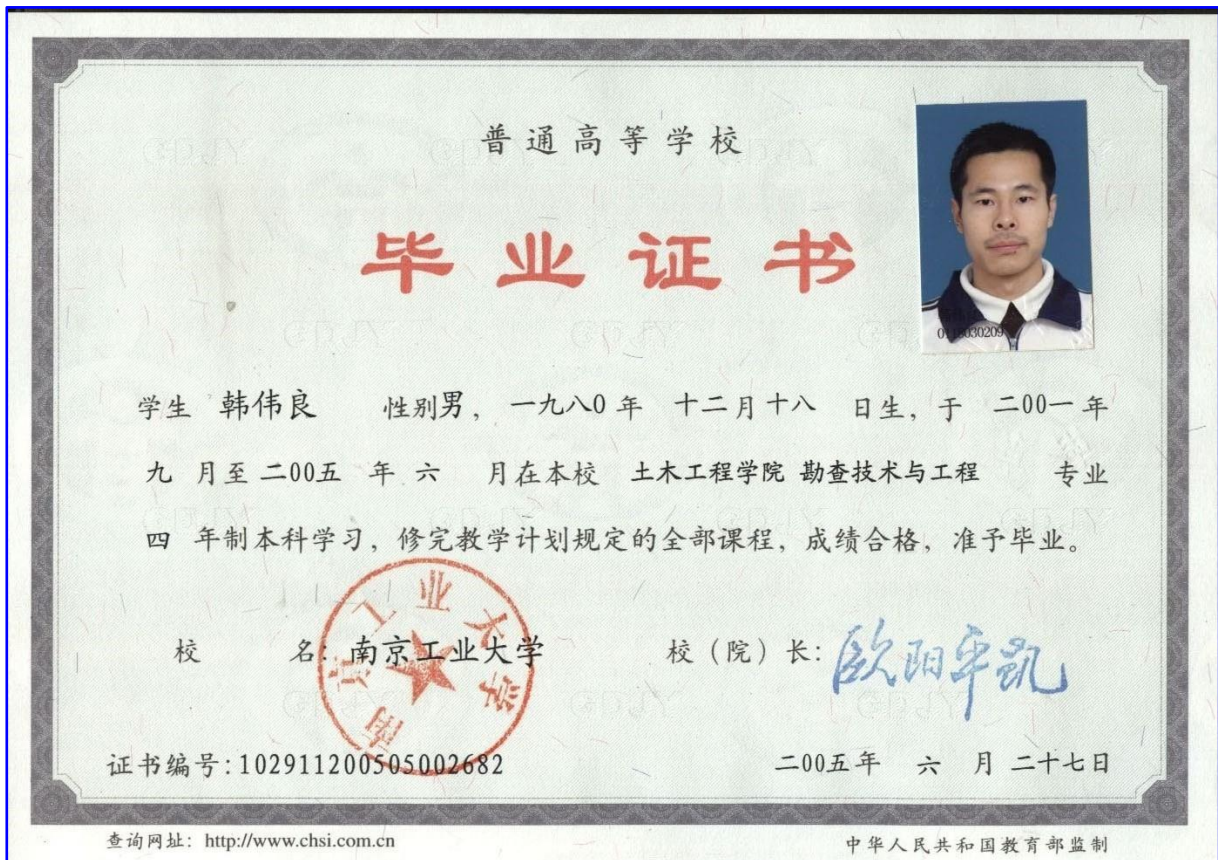 普通高等学校
毕业证书
0118030209
学生 韩伟良 性别男，一九八0年 十二月十八 日生，于 二00一年
九 月至二00五 年 六 月在本校 土木工程学院 勘查技术与工程 专业
四 年制本科学习，修完教学计划规定的全部课程，成绩合格，准予毕业。
校 名：南京工业大学 校（院）长：欧阳平凯
南京工业大学
证书编号：102911200505002682 二00五年 六 月 二十七日
查询网址：http://www.chsi.com.cn 中华人民共和国教育部监制